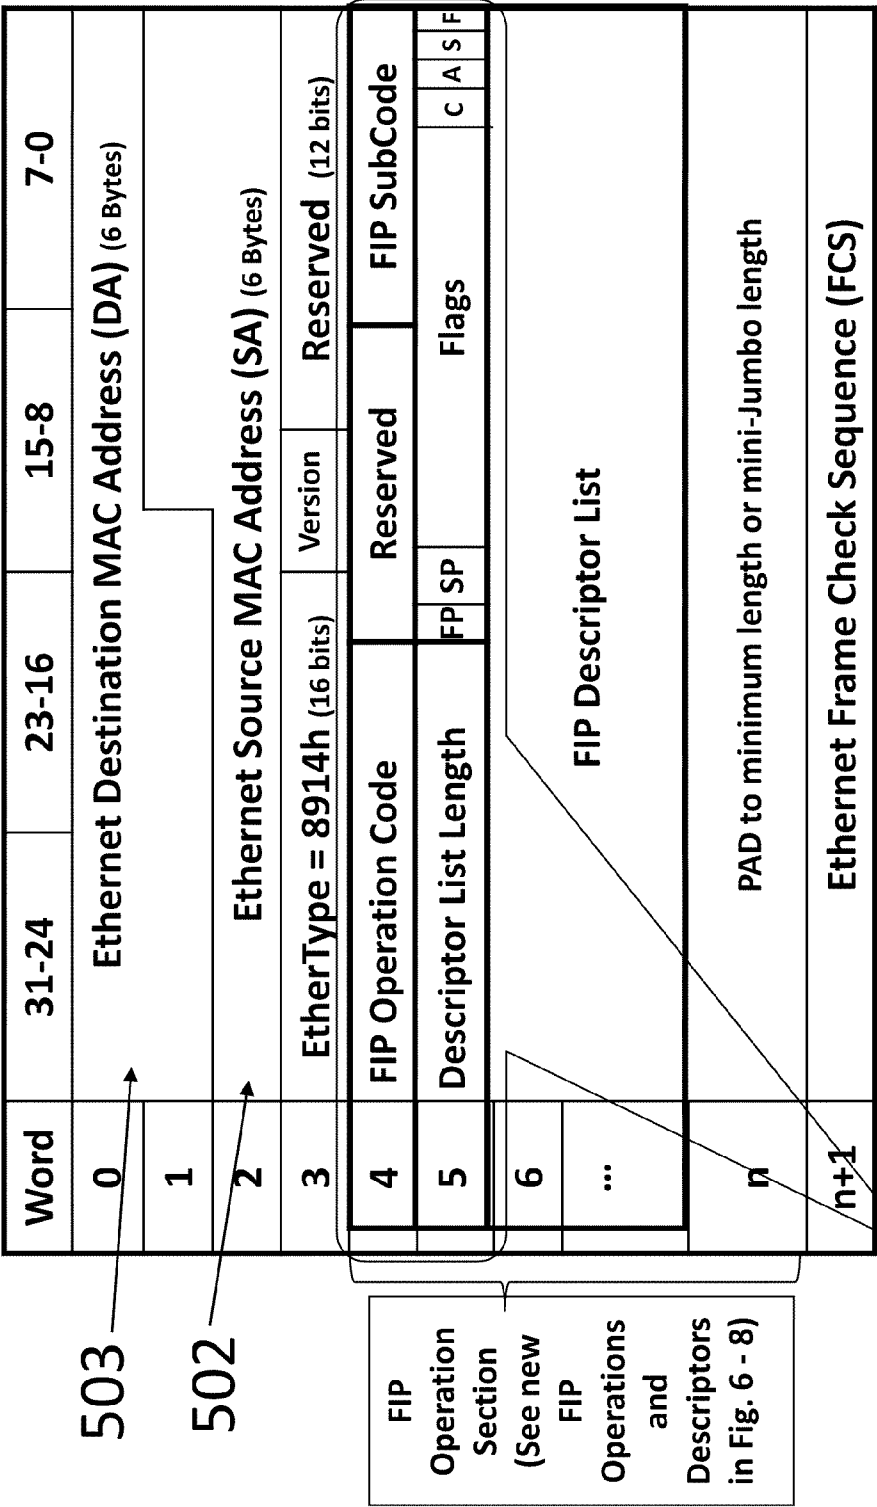 Word 31-24 23-16 15-8 7-0
503
0 Ethernet Destination MAC Address (DA) (6 Bytes)
1
502
2 Ethernet Source MAC Address (SA) (6 Bytes)
3 EtherType = 8914h (16 bits) Version Reserved (12 bits)
4 FIP Operation Code Reserved FIP SubCode
5 Descriptor List Length FP SP Flags C A S F
6
... FIP Descriptor List
n PAD to minimum length or mini-Jumbo length
n+1 Ethernet Frame Check Sequence (FCS)
FIP
Operation
Section
(See new
FIP
Operations
and
Descriptors
in Fig. 6 - 8)